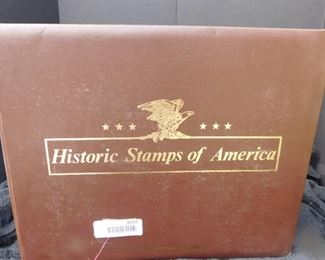 ★ ★ ★ ★ ★ ★
Historic Stamps of America